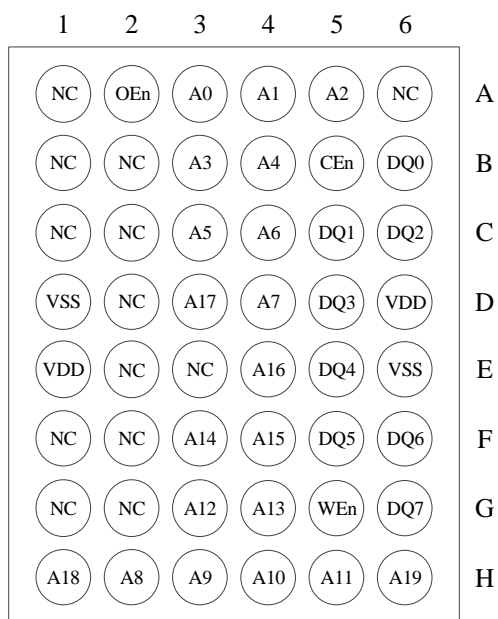 1 2 3 4 5 6
NC OEn A0 A1 A2 NC A
NC NC A3 A4 CEn DQ0 B
NC NC A5 A6 DQ1 DQ2 C
VSS NC A17 A7 DQ3 VDD D
VDD NC NC A16 DQ4 VSS E
NC NC A14 A15 DQ5 DQ6 F
NC NC A12 A13 WEn DQ7 G
A18 A8 A9 A10 A11 A19 H